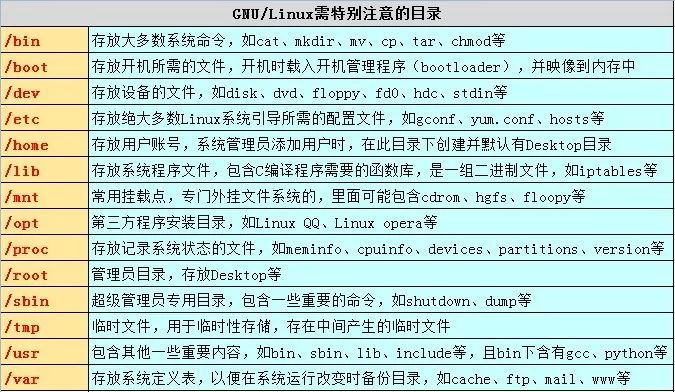 GNU/Linux需特别注意的目录
/bin 存放大多数系统命令，如cat、mkdir、mv、cp、tar、chmod等
/boot 存放开机所需的文件，开机时载入开机管理程序（bootloader），并映像到内存中
/dev 存放设备的文件，如disk、dvd、floppy、fd0、hdc、stdin等
/etc 存放绝大多数Linux系统引导所需的配置文件，如gconf、yum.conf、hosts等
/home 存放用户账号，系统管理员添加用户时，在此目录下创建并默认有Desktop目录
/lib 存放系统程序文件，包含C编译程序需要的函数库，是一组二进制文件，如iptables等
/mnt 常用挂载点，专门外挂文件系统的，里面可能包含cdrom、hgfs、floopy等
/opt 第三方程序安装目录，如Linux QQ、Linux opera等
/proc 存放记录系统状态的文件，如meminfo、cpuinfo、devices、partitions、version等
/root 管理员目录，存放Desktop等
/sbin 超级管理员专用目录，包含一些重要的命令，如shutdown、dump等
/tmp 临时文件，用于临时性存储，存在中间产生的临时文件
/usr 包含其他一些重要内容，如bin、sbin、lib、include等，且bin下含有gcc、python等
/var 存放系统定义表，以便在系统运行改变时备份目录，如cache、ftp、mail、www等